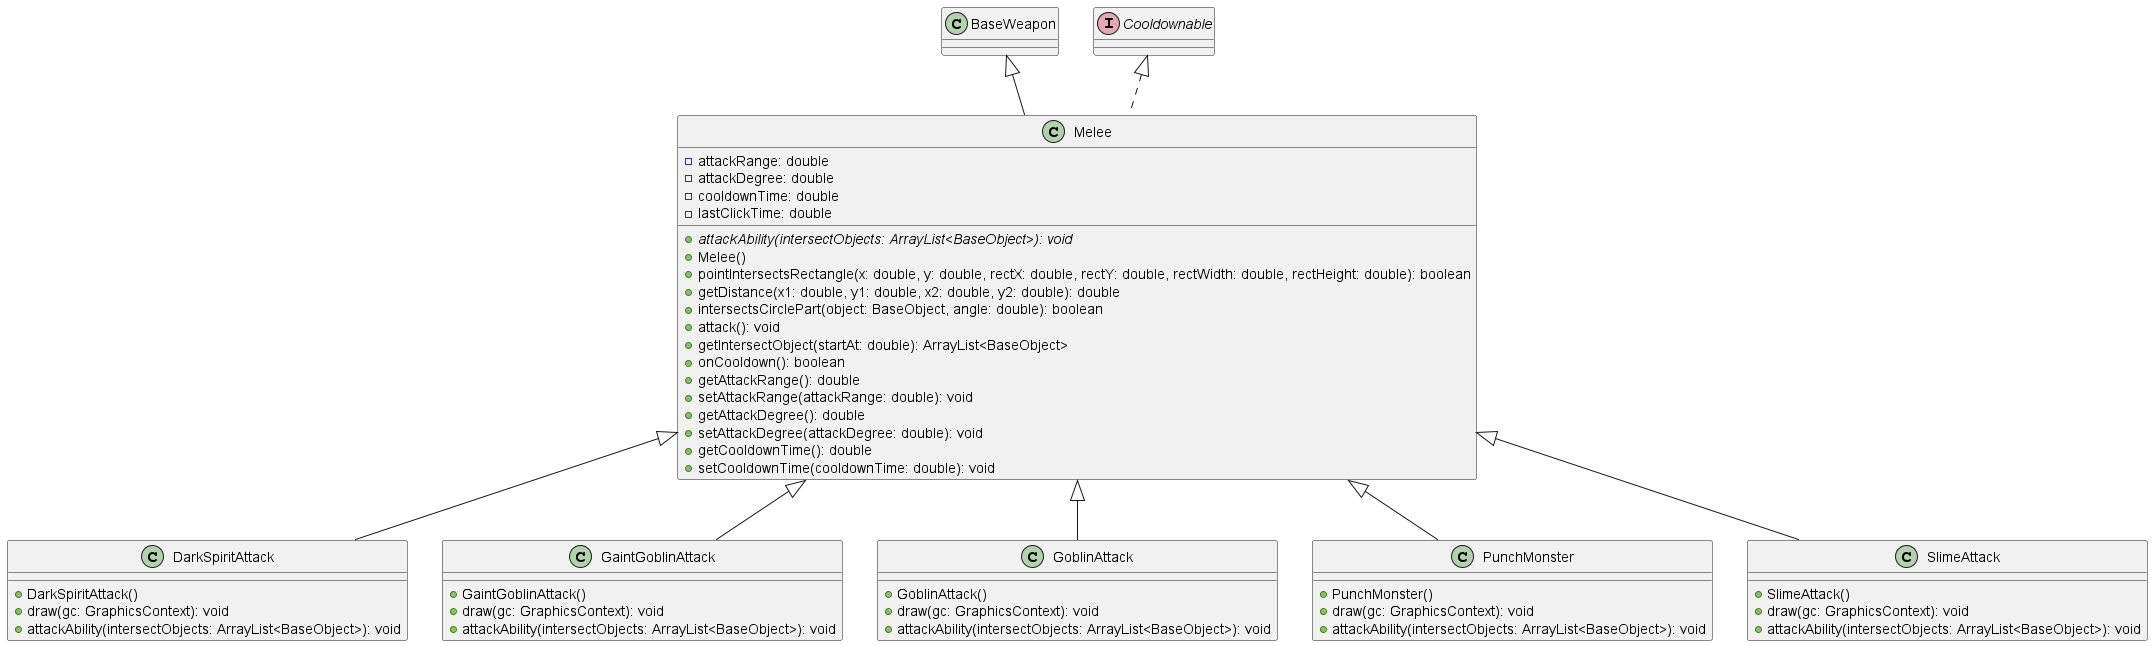 C BaseWeapon
I Cooldownable
C Melee
attackRange: double
attackDegree: double
cooldownTime: double
lastClickTime: double
attackAbility(intersectObjects: ArrayList<BaseObject>): void
Melee()
pointIntersectsRectangle(x: double, y: double, rectX: double, rectY: double, rectWidth: double, rectHeight: double): boolean
getDistance(x1: double, y1: double, x2: double, y2: double): double
intersectsCirclePart(object: BaseObject, angle: double): boolean
attack(): void
getIntersectObject(startAt: double): ArrayList<BaseObject>
onCooldown(): boolean
getAttackRange(): double
setAttackRange(attackRange: double): void
getAttackDegree(): double
setAttackDegree(attackDegree: double): void
getCooldownTime(): double
setCooldownTime(cooldownTime: double): void
C DarkSpiritAttack
DarkSpiritAttack()
draw(gc: GraphicsContext): void
attackAbility(intersectObjects: ArrayList<BaseObject>): void
C GaintGoblinAttack
GaintGoblinAttack()
draw(gc: GraphicsContext): void
attackAbility(intersectObjects: ArrayList<BaseObject>): void
C GoblinAttack
GoblinAttack()
draw(gc: GraphicsContext): void
attackAbility(intersectObjects: ArrayList<BaseObject>): void
C PunchMonster
PunchMonster()
draw(gc: GraphicsContext): void
attackAbility(intersectObjects: ArrayList<BaseObject>): void
C SlimeAttack
SlimeAttack()
draw(gc: GraphicsContext): void
attackAbility(intersectObjects: ArrayList<BaseObject>): void